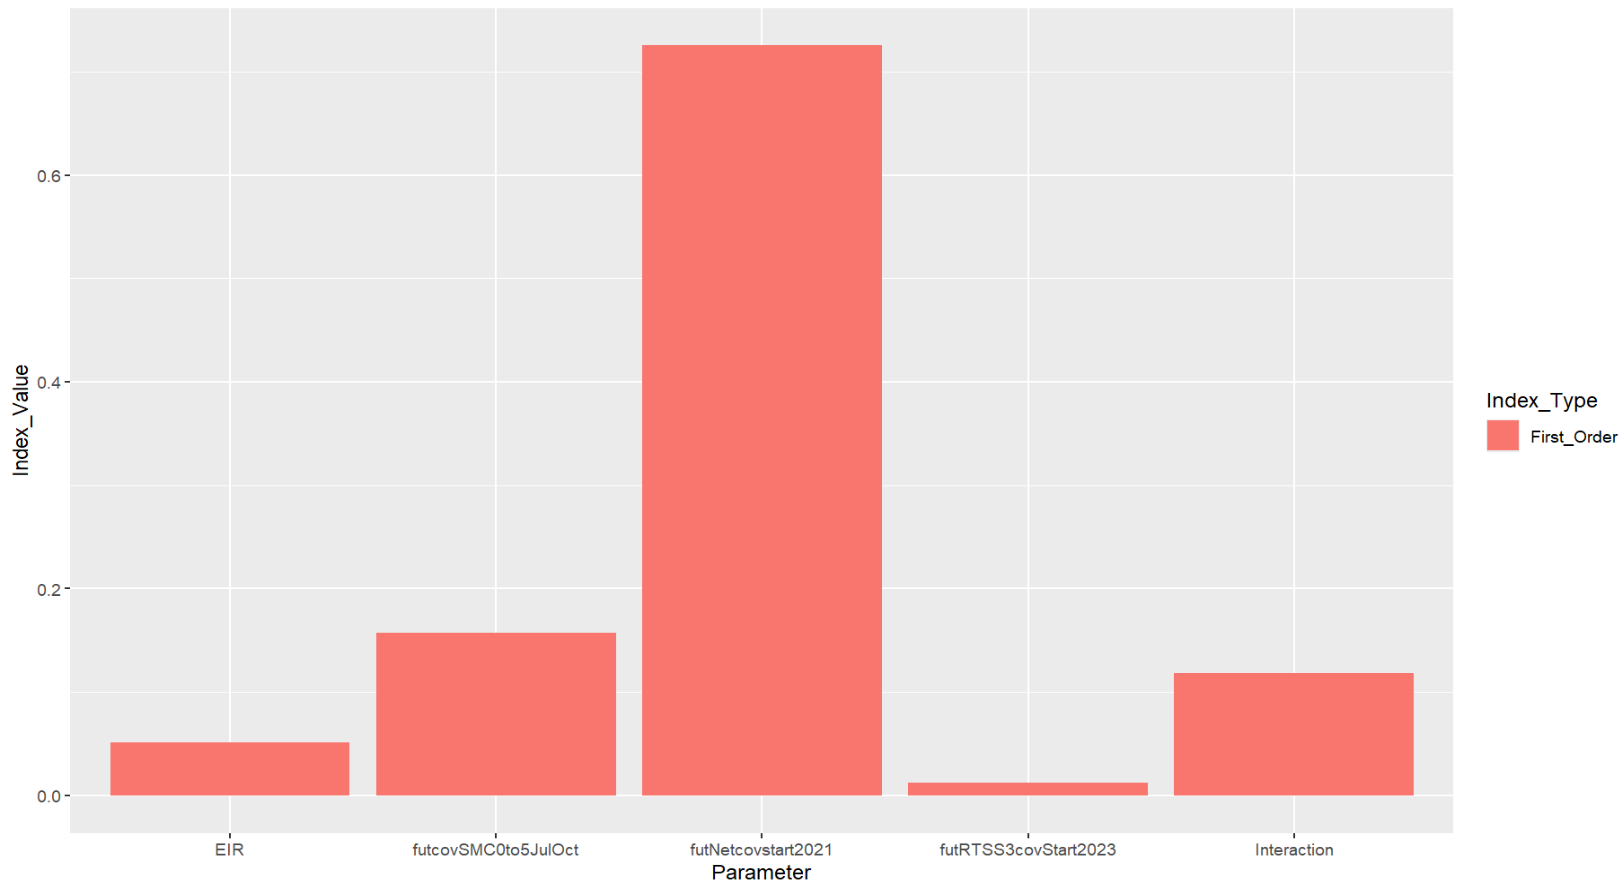 0.6
0.4
0.2
0.0
Index_Value
EIR
futcovSMC0to5JulOct
futNetcovstart2021
futRTSS3covStart2023
Interaction
Parameter
Index_Type
First_Order